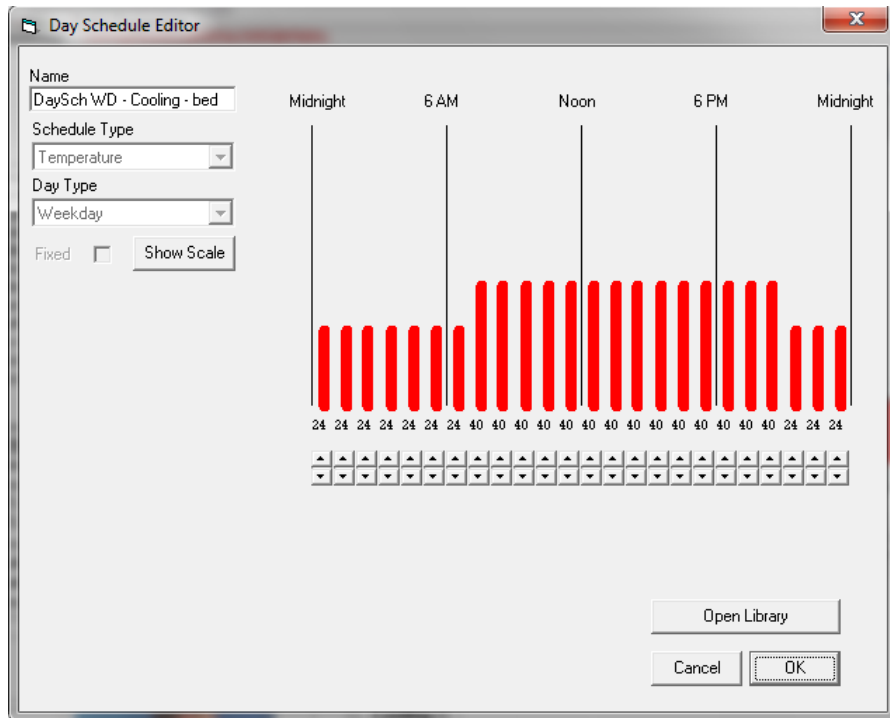 Day Schedule Editor
Name
DaySch WD - Cooling - bed
Schedule Type
Temperature
Day Type
Weekday
Fixed
Show Scale
Midnight 6 AM Noon 6 PM Midnight
24 24 24 24 24 24 24 40 40 40 40 40 40 40 40 40 40 40 40 40 40 24 24 24
Open Library
Cancel OK